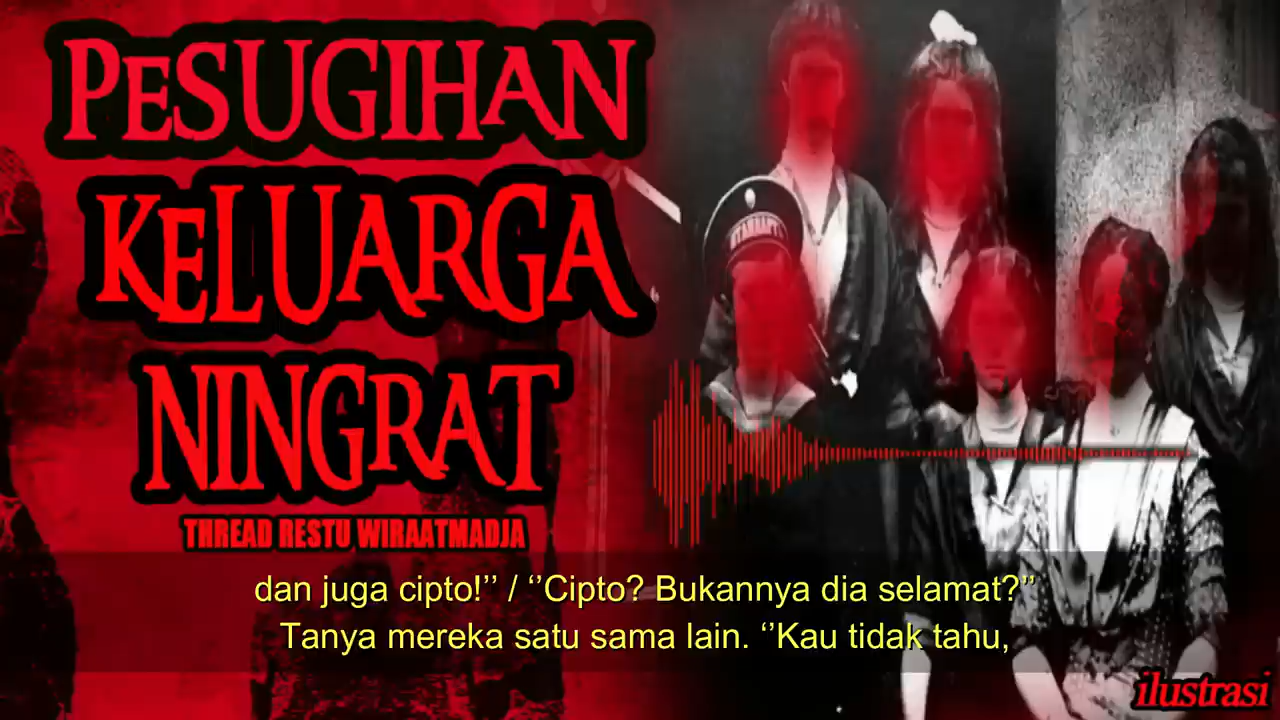 PESUGIHAN
KELUARGA
NINGRAT
THREAD RESTU WIRAATMADJA
dan juga cipto!’’ / ‘’Cipto? Bukannya dia selamat?’’
Tanya mereka satu sama lain. ‘’Kau tidak tahu,
ilustrasi